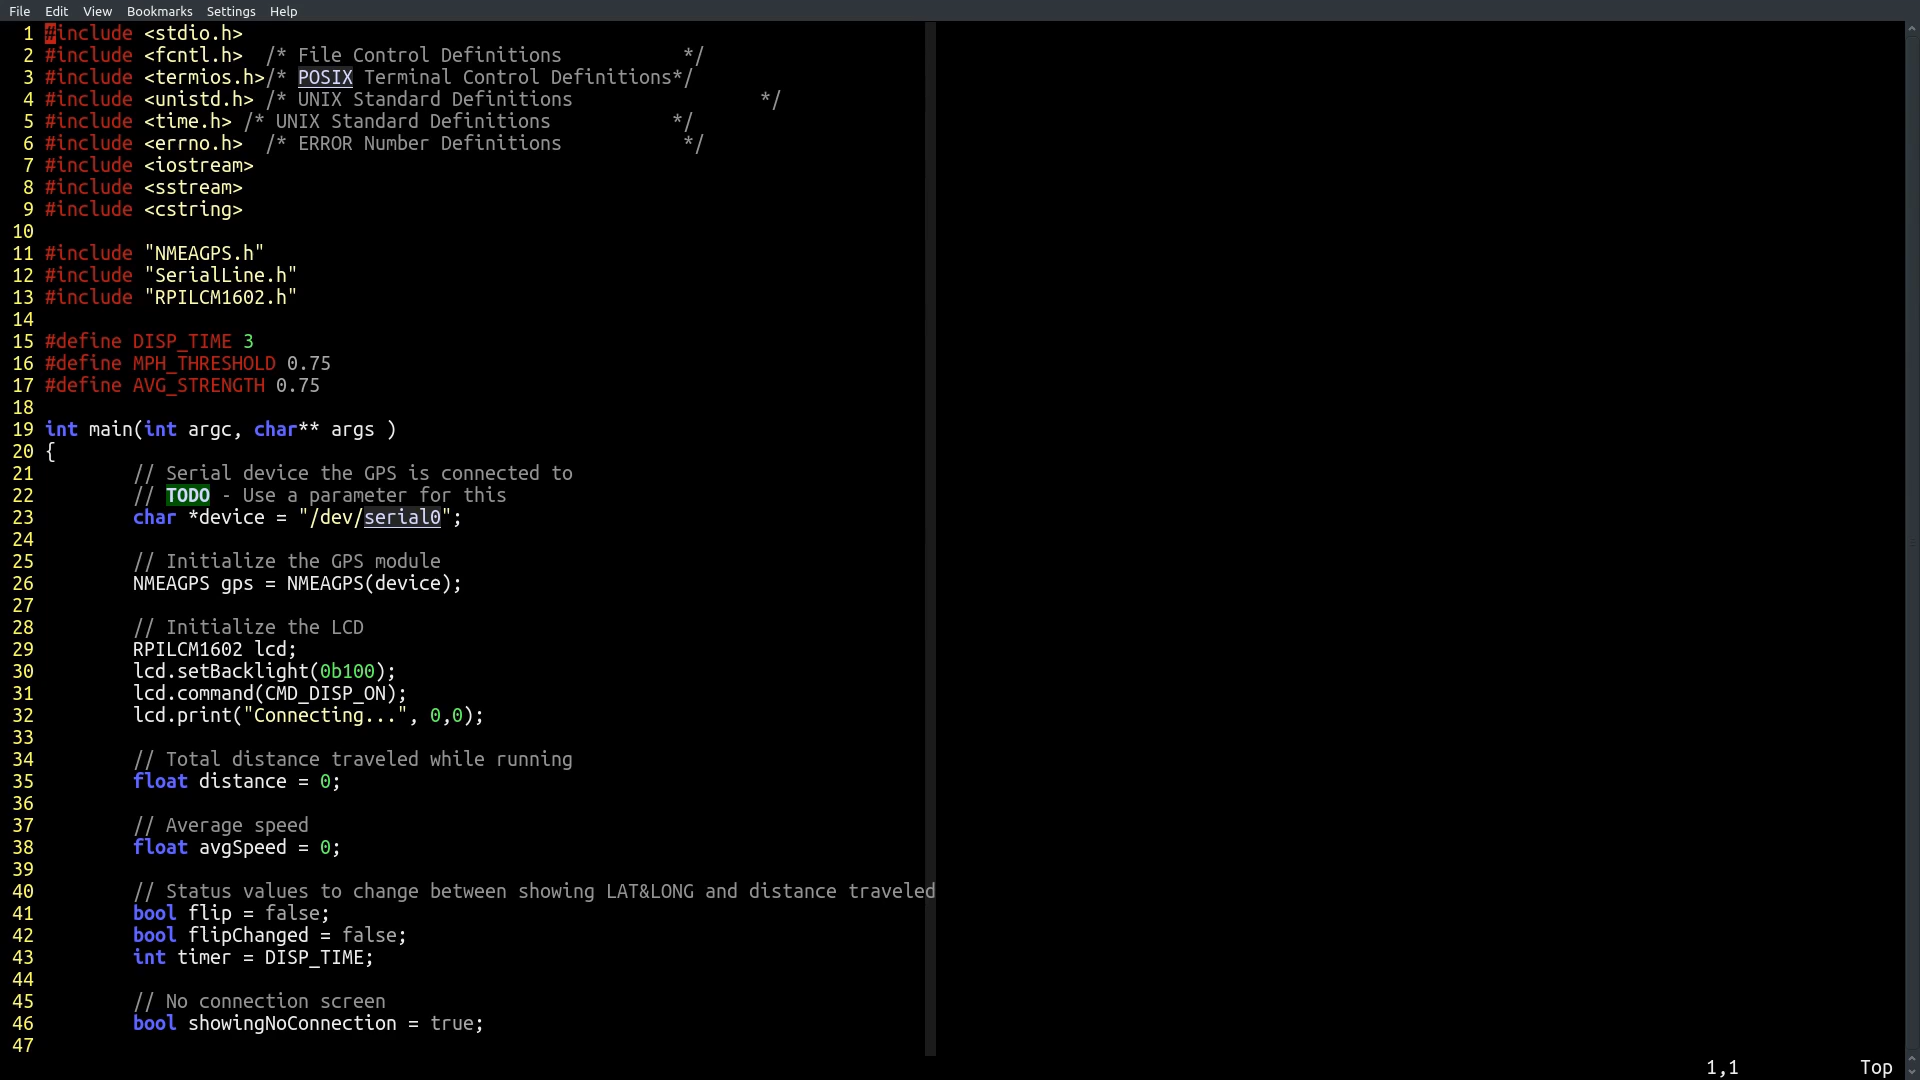 File Edit View Bookmarks Settings Help
1 #include <stdio.h>
2 #include <fcntl.h>  /* File Control Definitions           */
3 #include <termios.h>/* POSIX Terminal Control Definitions*/
4 #include <unistd.h> /* UNIX Standard Definitions                 */
5 #include <time.h> /* UNIX Standard Definitions           */
6 #include <errno.h>  /* ERROR Number Definitions           */
7 #include <iostream>
8 #include <sstream>
9 #include <cstring>
10
11 #include "NMEAGPS.h"
12 #include "SerialLine.h"
13 #include "RPILCM1602.h"
14
15 #define DISP_TIME 3
16 #define MPH_THRESHOLD 0.75
17 #define AVG_STRENGTH 0.75
18
19 int main(int argc, char** args )
20 {
21         // Serial device the GPS is connected to
22         // TODO - Use a parameter for this
23         char *device = "/dev/serial0";
24
25         // Initialize the GPS module
26         NMEAGPS gps = NMEAGPS(device);
27
28         // Initialize the LCD
29         RPILCM1602 lcd;
30         lcd.setBacklight(0b100);
31         lcd.command(CMD_DISP_ON);
32         lcd.print("Connecting...", 0,0);
33
34         // Total distance traveled while running
35         float distance = 0;
36
37         // Average speed
38         float avgSpeed = 0;
39
40         // Status values to change between showing LAT&LONG and distance traveled
41         bool flip = false;
42         bool flipChanged = false;
43         int timer = DISP_TIME;
44
45         // No connection screen
46         bool showingNoConnection = true;
47
1,1 Top